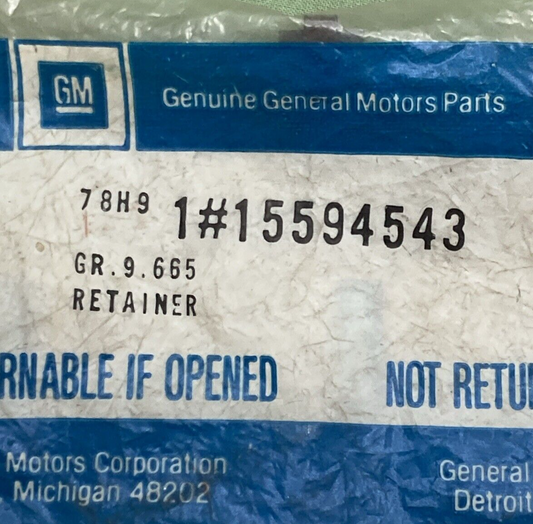 GM
Genuine General Motors Parts
78H9 1#15594543
GR.9.665
RETAINER
RNABLE IF OPENED NOT RETU
Motors Corporation General
, Michigan 48202 Detroit